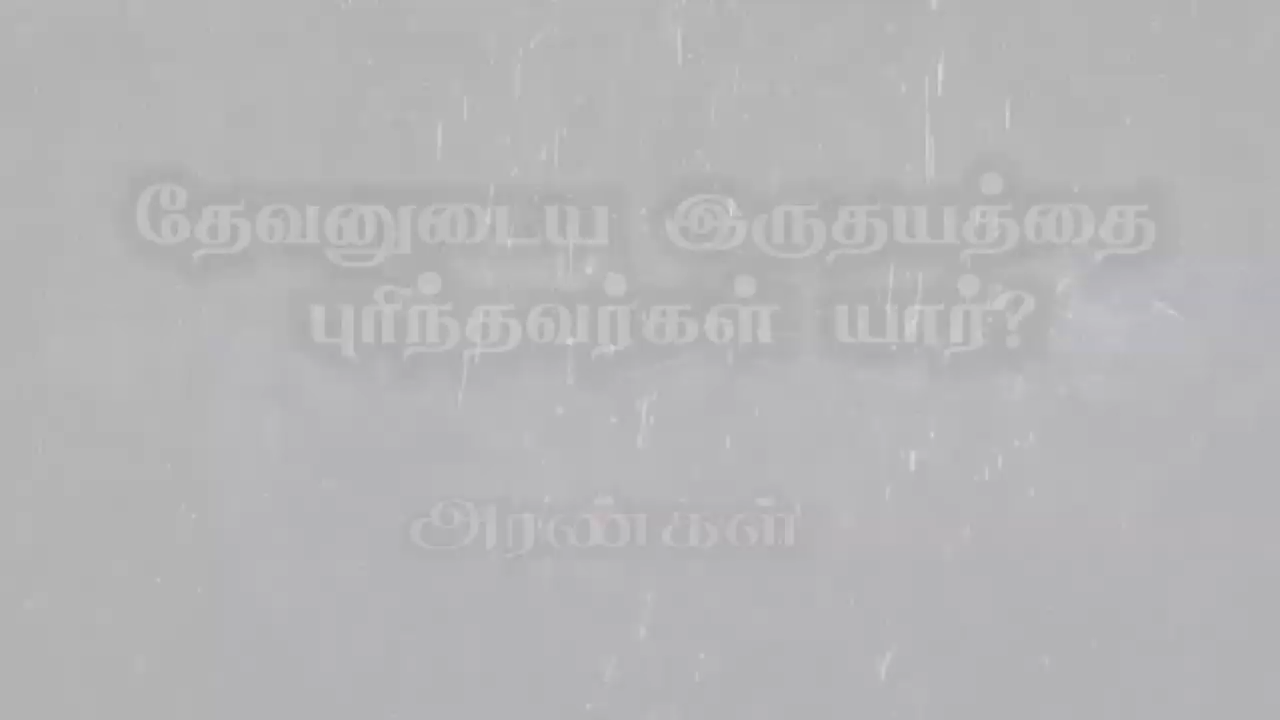 தேவனுடைய இருதயத்தை
புரிந்தவர்கள் யார்?
அரண்கள்